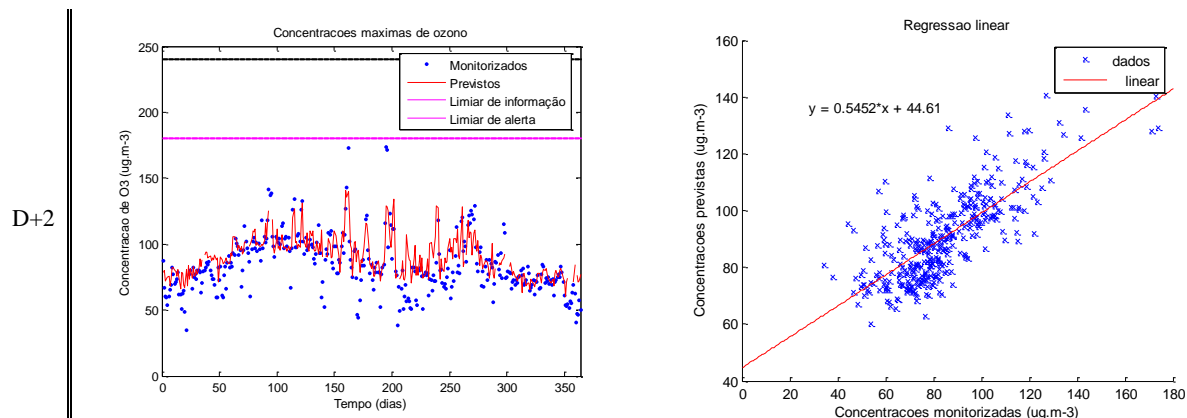 D+2
Concentracoes maximas de ozono
250
200
150
100
50
0
0 50 100 150 200 250 300 350
Concentracao de O3 (ug.m-3)
Tempo (dias)
Monitorizados
Previstos
Limiar de informação
Limiar de alerta
Regressao linear
160
140
120
100
80
60
40
0 20 40 60 80 100 120 140 160 180
Concentracoes previstas (ug.m-3)
Concentracoes monitorizadas (ug.m-3)
y = 0.5452*x + 44.61
dados
linear